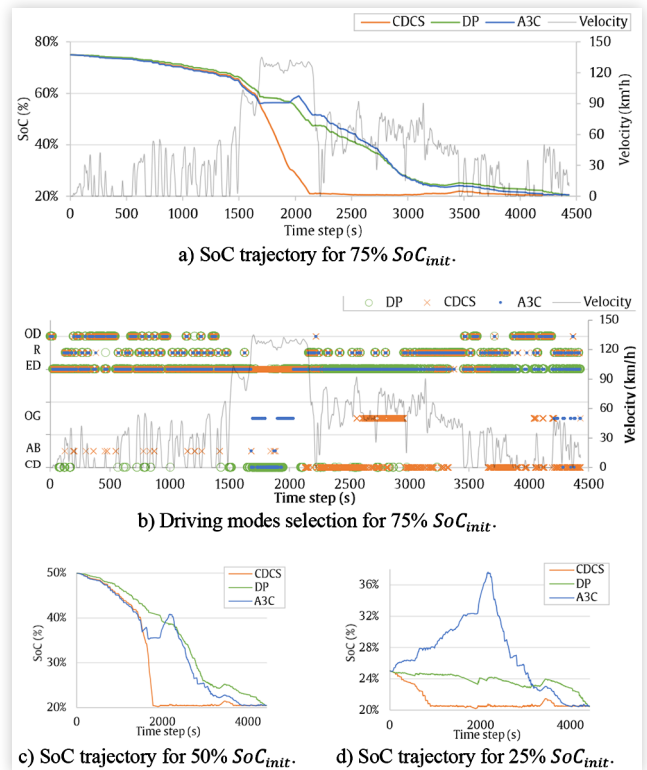 CDCS DP A3C Velocity
80% 150
120
60% 90
SoC (%) Velocity (km/h)
40% 60
30
20% 0
0 500 1000 1500 2000 2500 3000 3500 4000 4500
Time step (s)
a) SoC trajectory for 75% SoCinit.
DP CDCS A3C Velocity
OD 150
R 120
ED
90
OG 60 Velocity (km/h)
AB 30
CD 0
0 500 1000 1500 2000 2500 3000 3500 4000 4500
Time step (s)
b) Driving modes selection for 75% SoCinit.
50% CDCS
DP
A3C
40%
SoC (%)
30%
20%
0 2000 4000
Time step (s)
c) SoC trajectory for 50% SoCinit.
CDCS
36% DP
A3C
32%
SoC (%)
28%
24%
20%
0 2000 4000
Time step (s)
d) SoC trajectory for 25% SoCinit.